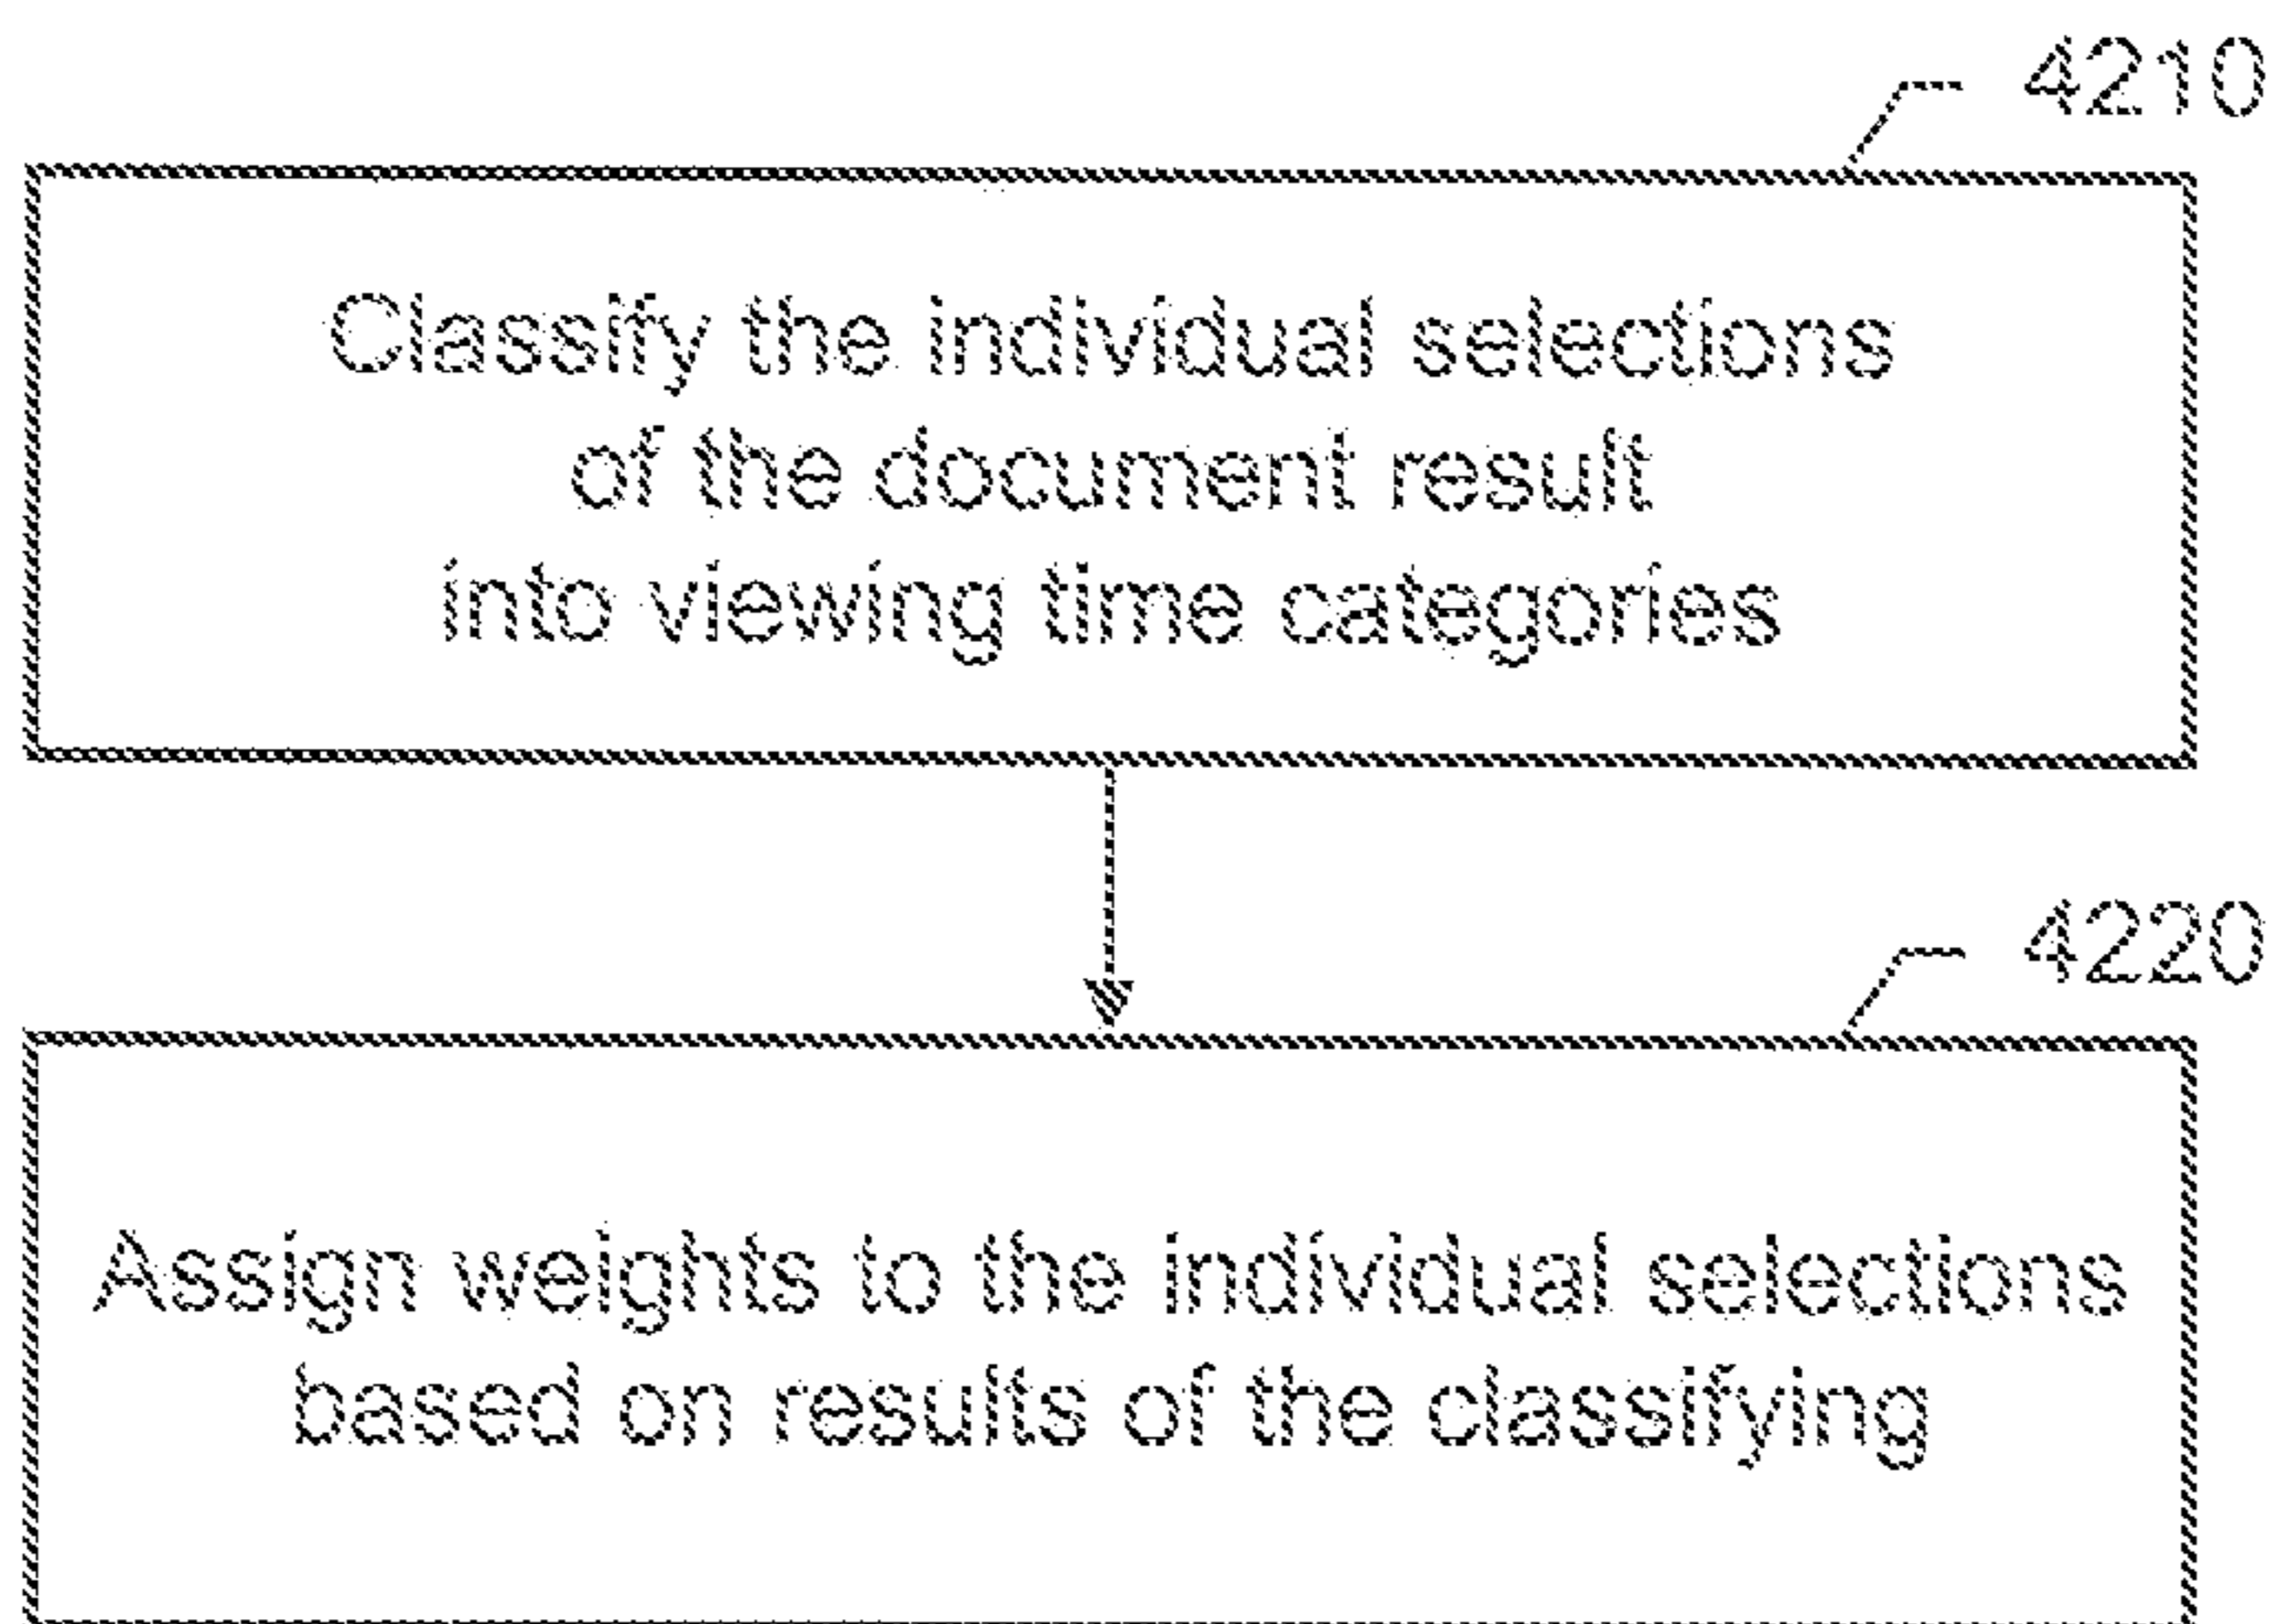 4210
Classify the individual selections
of the document result
into viewing time categories
4220
Assign weights to the individual selections
based on results of the classifying